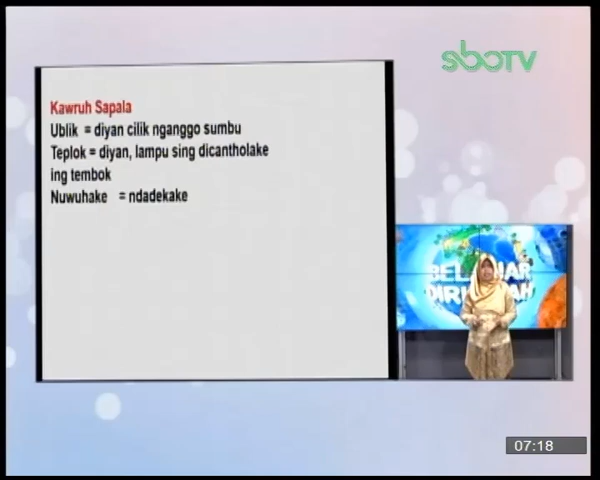 sbotv
Kawruh Sapala
Ublik = diyan cilik nganggo sumbu
Teplok = diyan, lampu sing dicantholake
ing tembok
Nuwuhake = ndadekake
BELAJAR
DIRUMAH
07:18